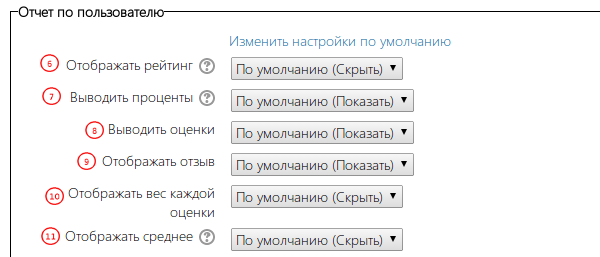 Отчет по пользователю
Изменить настройки по умолчанию
6 Отображать рейтинг ? По умолчанию (Скрыть)
7 Выводить проценты ? По умолчанию (Показать)
8 Выводить оценки По умолчанию (Показать)
9 Отображать отзыв По умолчанию (Показать)
10 Отображать вес каждой По умолчанию (Скрыть)
оценки
11 Отображать среднее ? По умолчанию (Скрыть)